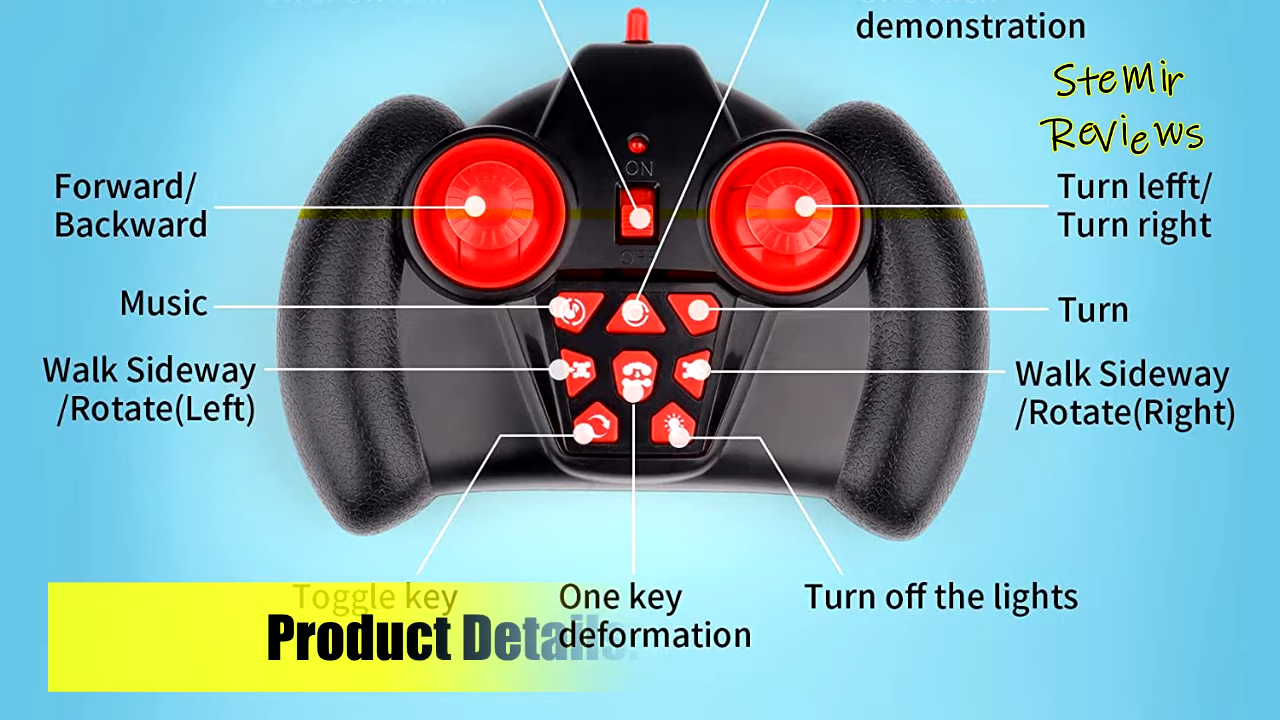 demonstration
SteMir
Reviews
ON
OFF
Forward/
Backward
Turn lefft/
Turn right
Music
Turn
Walk Sideway
/Rotate(Left)
Walk Sideway
/Rotate(Right)
Toggle key
One key
deformation
Turn off the lights
Product Details